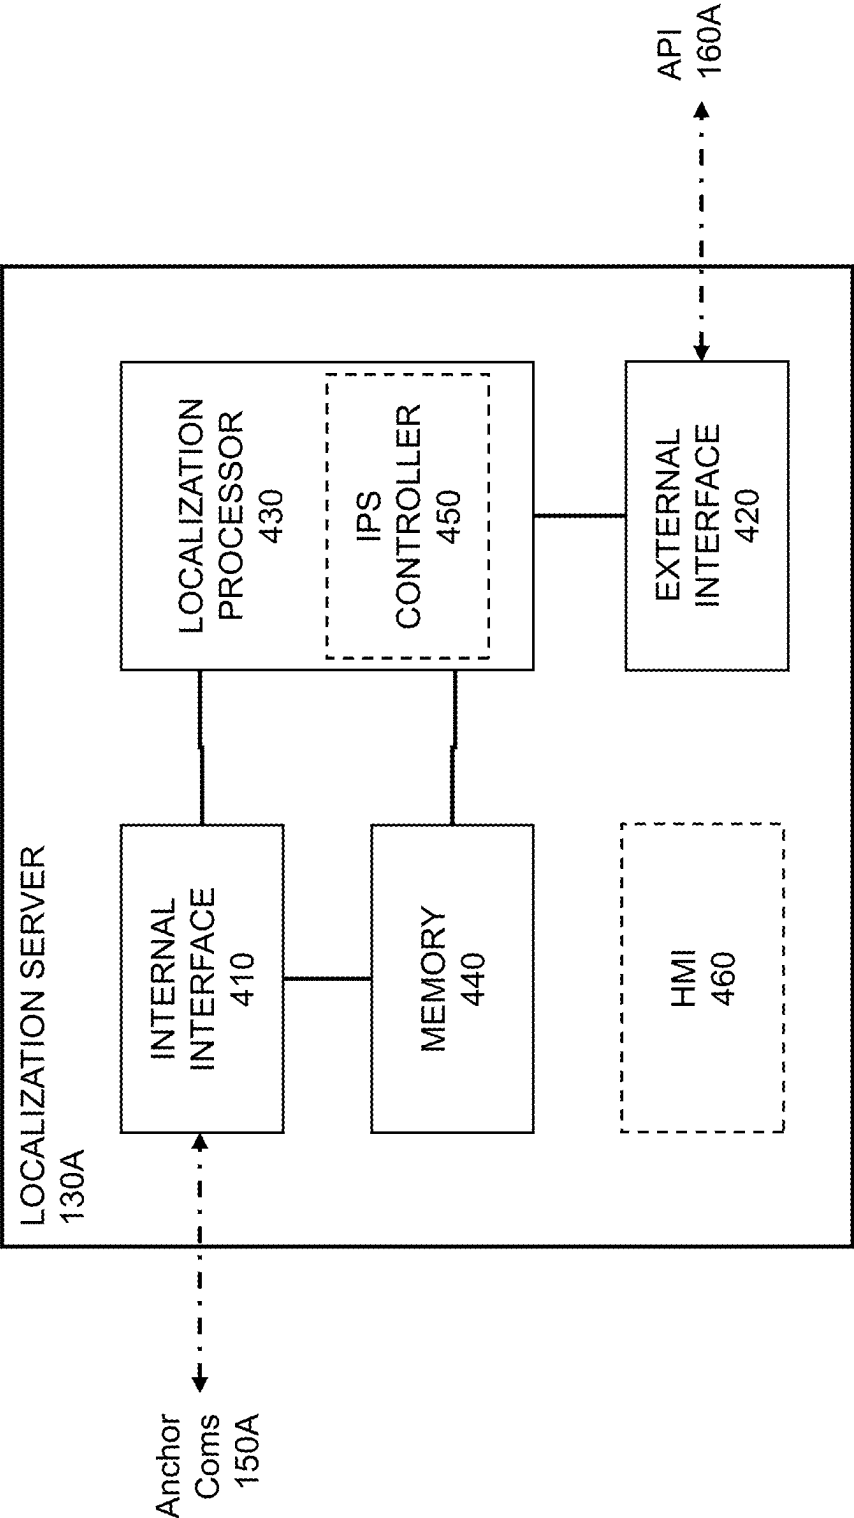 LOCALIZATION SERVER
130A
Anchor
Coms
150A
INTERNAL
INTERFACE
410
LOCALIZATION
PROCESSOR
430
IPS
CONTROLLER
450
MEMORY
440
HMI
460
EXTERNAL
INTERFACE
420
API
160A